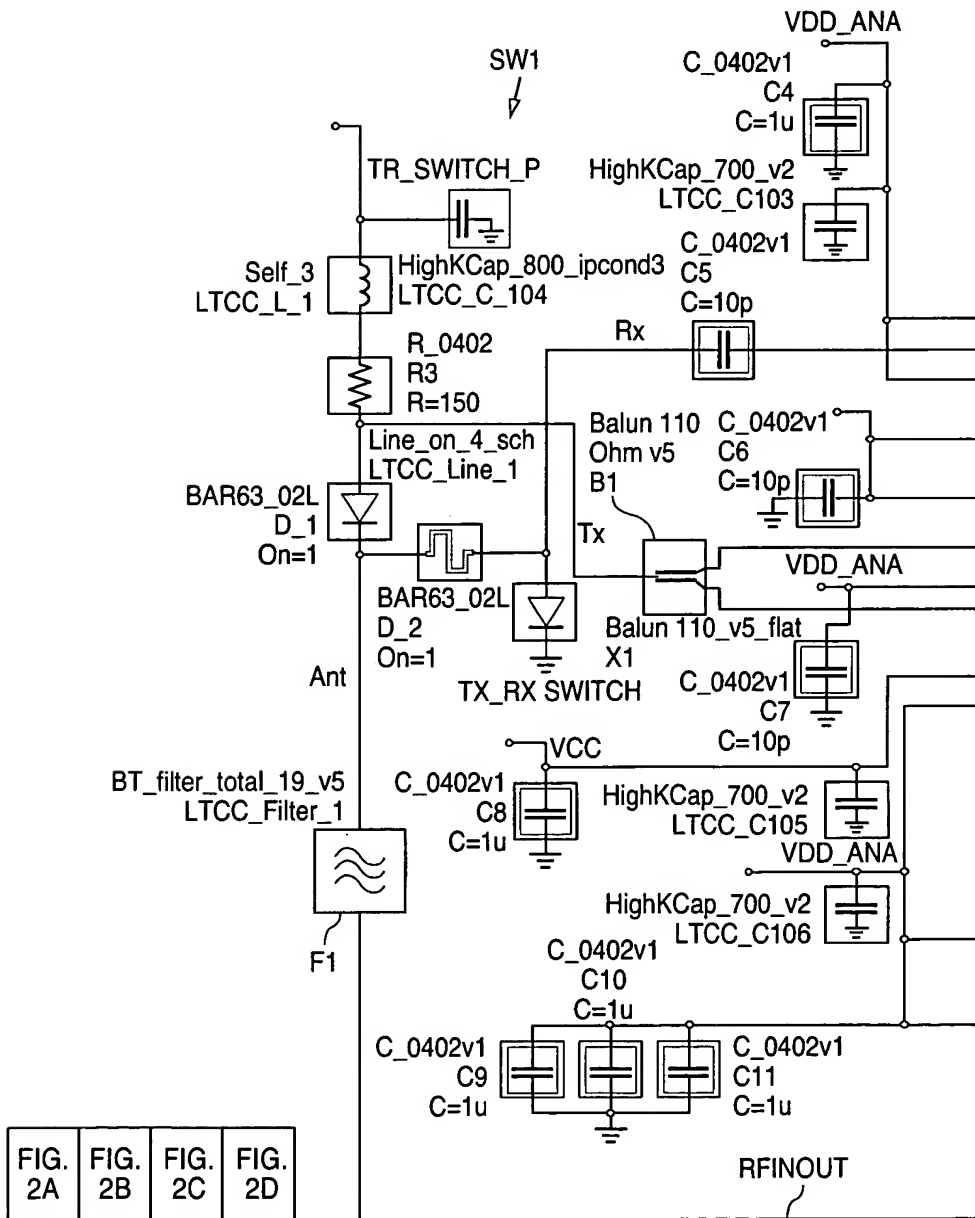 VDD_ANA
SW1
C_0402v1
C4
C=1u
TR_SWITCH_P
HighKCap_700_v2
LTCC_C103
C_0402v1
C5
C=10p
Self_3
LTCC_L_1
HighKCap_800_ipcond3
LTCC_C_104
Rx
R_0402
R3
R=150
Line_on_4_sch
LTCC_Line_1
Balun 110
Ohm v5
B1
C_0402v1
C6
C=10p
BAR63_02L
D_1
On=1
Tx
VDD_ANA
BAR63_02L
D_2
On=1
Balun 110_v5_flat
X1
TX_RX SWITCH
C_0402v1
C7
C=10p
Ant
VCC
BT_filter_total_19_v5
LTCC_Filter_1
C_0402v1
C8
C=1u
HighKCap_700_v2
LTCC_C105
VDD_ANA
HighKCap_700_v2
LTCC_C106
F1
C_0402v1
C10
C=1u
C_0402v1
C9
C=1u
C_0402v1
C11
C=1u
FIG.
2A
FIG.
2B
FIG.
2C
FIG.
2D
RFINOUT